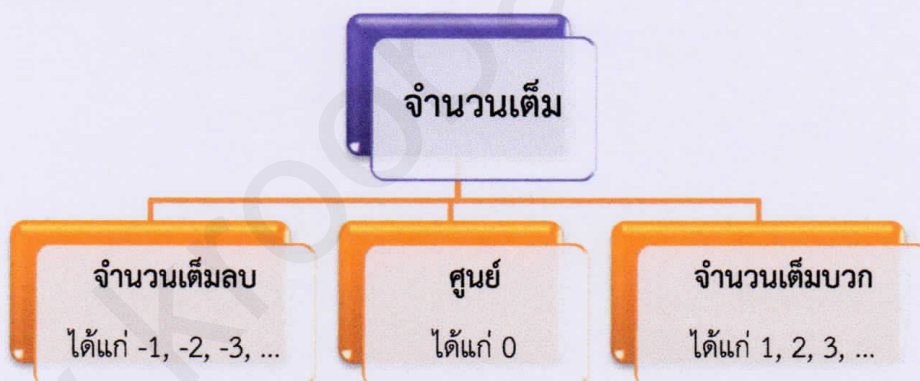 จำนวนเต็ม
จำนวนเต็มลบ
ได้แก่ -1, -2, -3, ...
ศูนย์
ได้แก่ 0
จำนวนเต็มบวก
ได้แก่ 1, 2, 3, ...